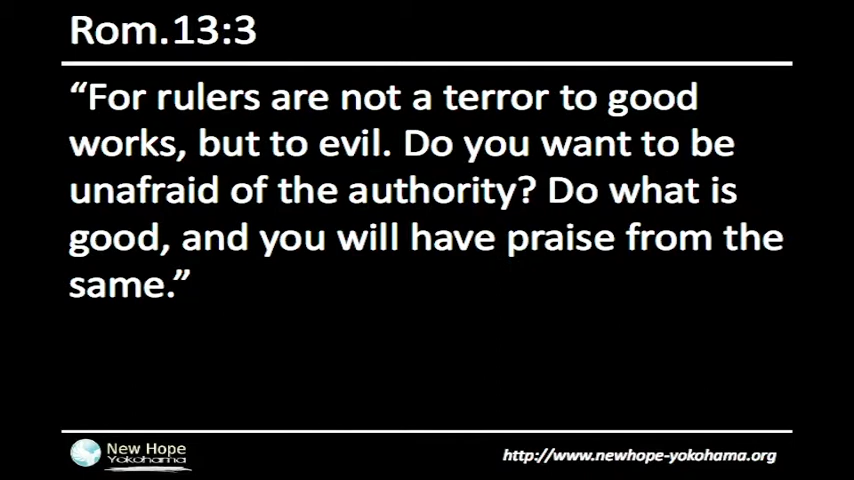 Rom.13:3
“For rulers are not a terror to good
works, but to evil. Do you want to be
unafraid of the authority? Do what is
good, and you will have praise from the
same.”
New Hope
Yokohama
http://www.newhope-yokohama.org